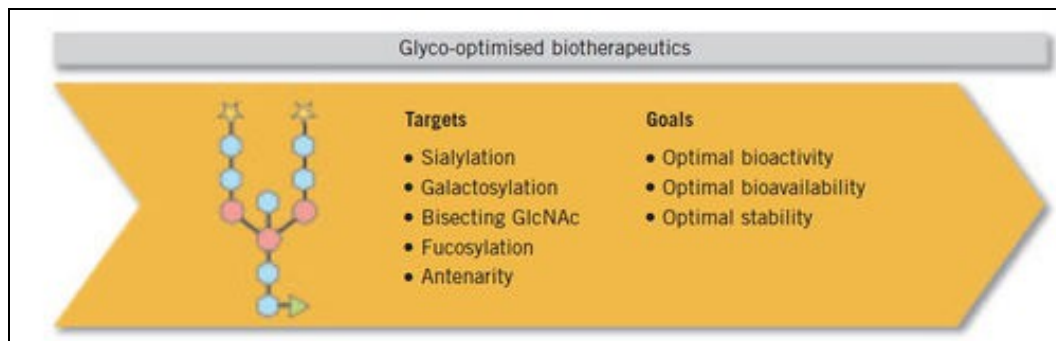 Glyco-optimised biotherapeutics
Targets
• Sialylation
• Galactosylation
• Bisecting GlcNAc
• Fucosylation
• Antenarity
Goals
• Optimal bioactivity
• Optimal bioavailability
• Optimal stability